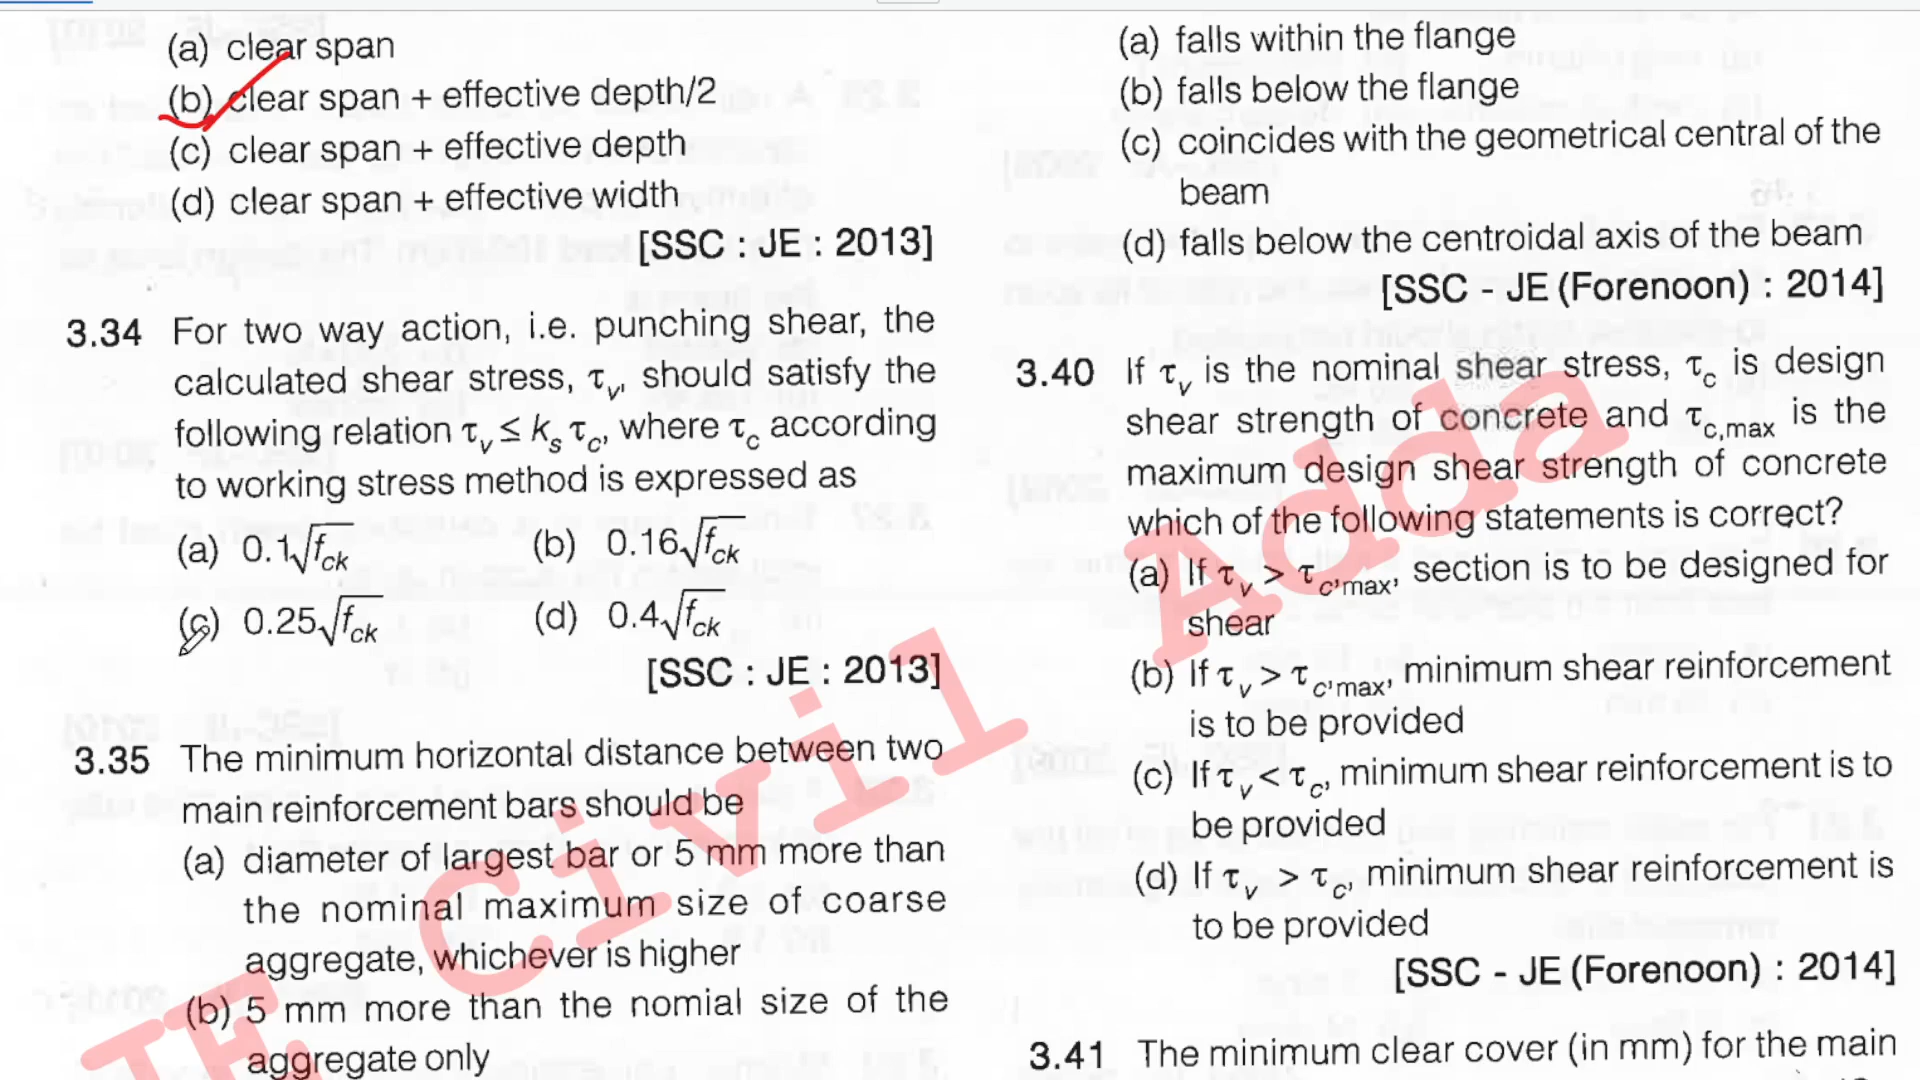 (a) clear span
(b) clear span + effective depth/2
(c) clear span + effective depth
(d) clear span + effective width
[SSC : JE : 2013]
3.34 For two way action, i.e. punching shear, the
calculated shear stress, τv, should satisfy the
following relation τv ≤ ks τc, where τc according
to working stress method is expressed as
(a) 0.1√fck (b) 0.16√fck
(c) 0.25√fck (d) 0.4√fck
[SSC : JE : 2013]
3.35 The minimum horizontal distance between two
main reinforcement bars should be
(a) diameter of largest bar or 5 mm more than
the nominal maximum size of coarse
aggregate, whichever is higher
(b) 5 mm more than the nomial size of the
aggregate only
(a) falls within the flange
(b) falls below the flange
(c) coincides with the geometrical central of the
beam
(d) falls below the centroidal axis of the beam
[SSC - JE (Forenoon) : 2014]
3.40 If τv is the nominal shear stress, τc is design
shear strength of concrete and τc,max is the
maximum design shear strength of concrete
which of the following statements is correct?
(a) If τv > τc'max, section is to be designed for
shear
(b) If τv > τc'max, minimum shear reinforcement
is to be provided
(c) If τv < τc, minimum shear reinforcement is to
be provided
(d) If τv > τc, minimum shear reinforcement is
to be provided
[SSC - JE (Forenoon) : 2014]
3.41 The minimum clear cover (in mm) for the main
JE Civil Adda